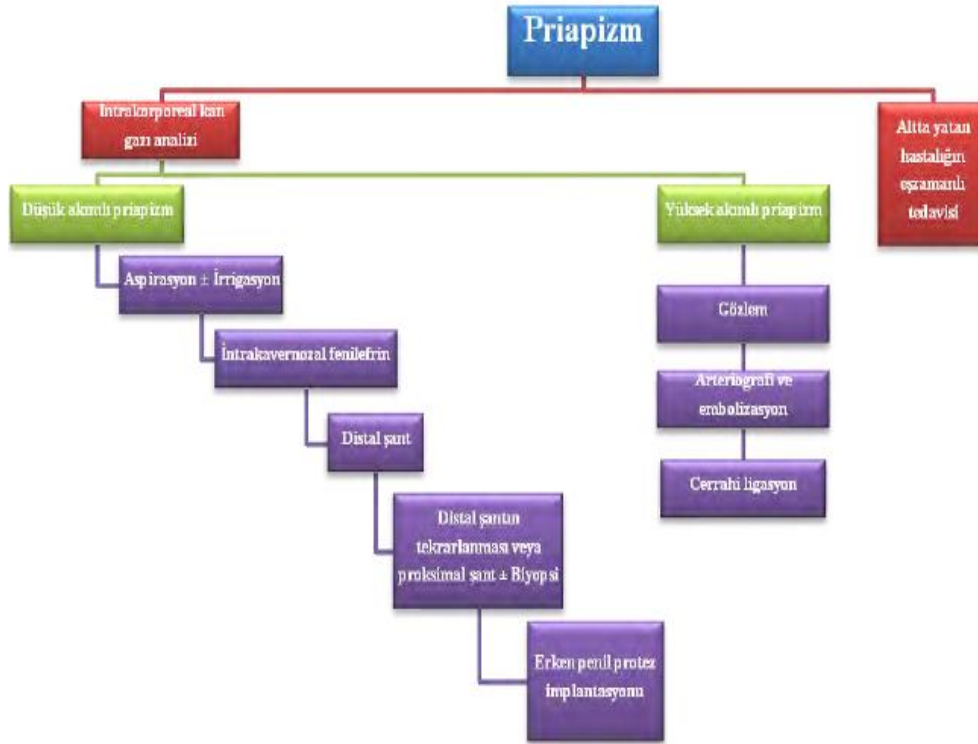 Priapizm
Intrakorporeal kan
gazı analizi
Altta yatan
hastalığın
eşzamanlı
tedavisi
Düşük akımlı priapizm
Yüksek akımlı priapizm
Aspirasyon ± İrrigasyon
İntrakavernozal fenilefrin
Distal şant
Distal şantın
tekrarlanması veya
proksimal şant ± Biyopsi
Erken penil protez
implantasyonu
Gözlem
Arteriografi ve
embolizasyon
Cerrahi ligasyon